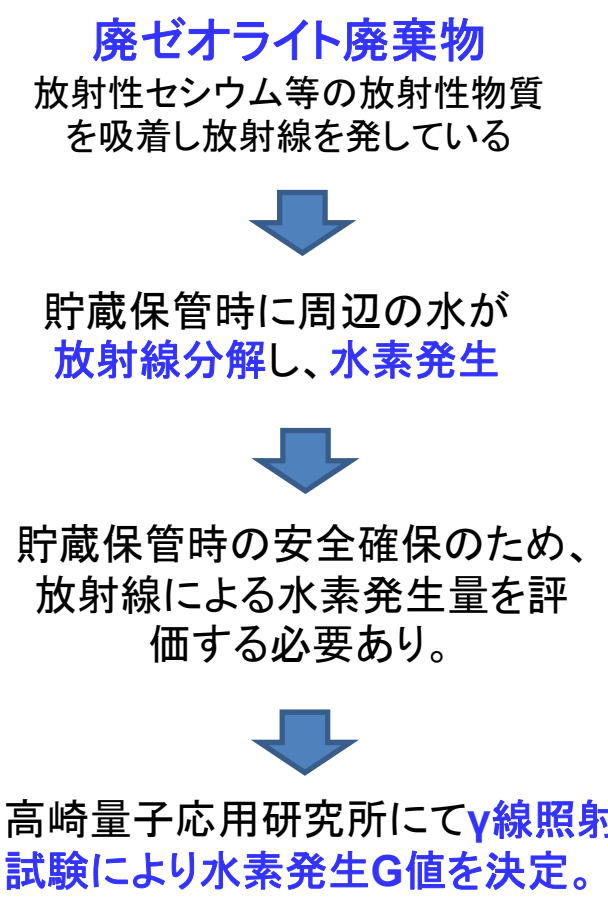 廃ゼオライト廃棄物
放射性セシウム等の放射性物質
を吸着し放射線を発している
貯蔵保管時に周辺の水が
放射線分解し、水素発生
貯蔵保管時の安全確保のため、
放射線による水素発生量を評
価する必要あり。
高崎量子応用研究所にてγ線照射
試験により水素発生G値を決定。